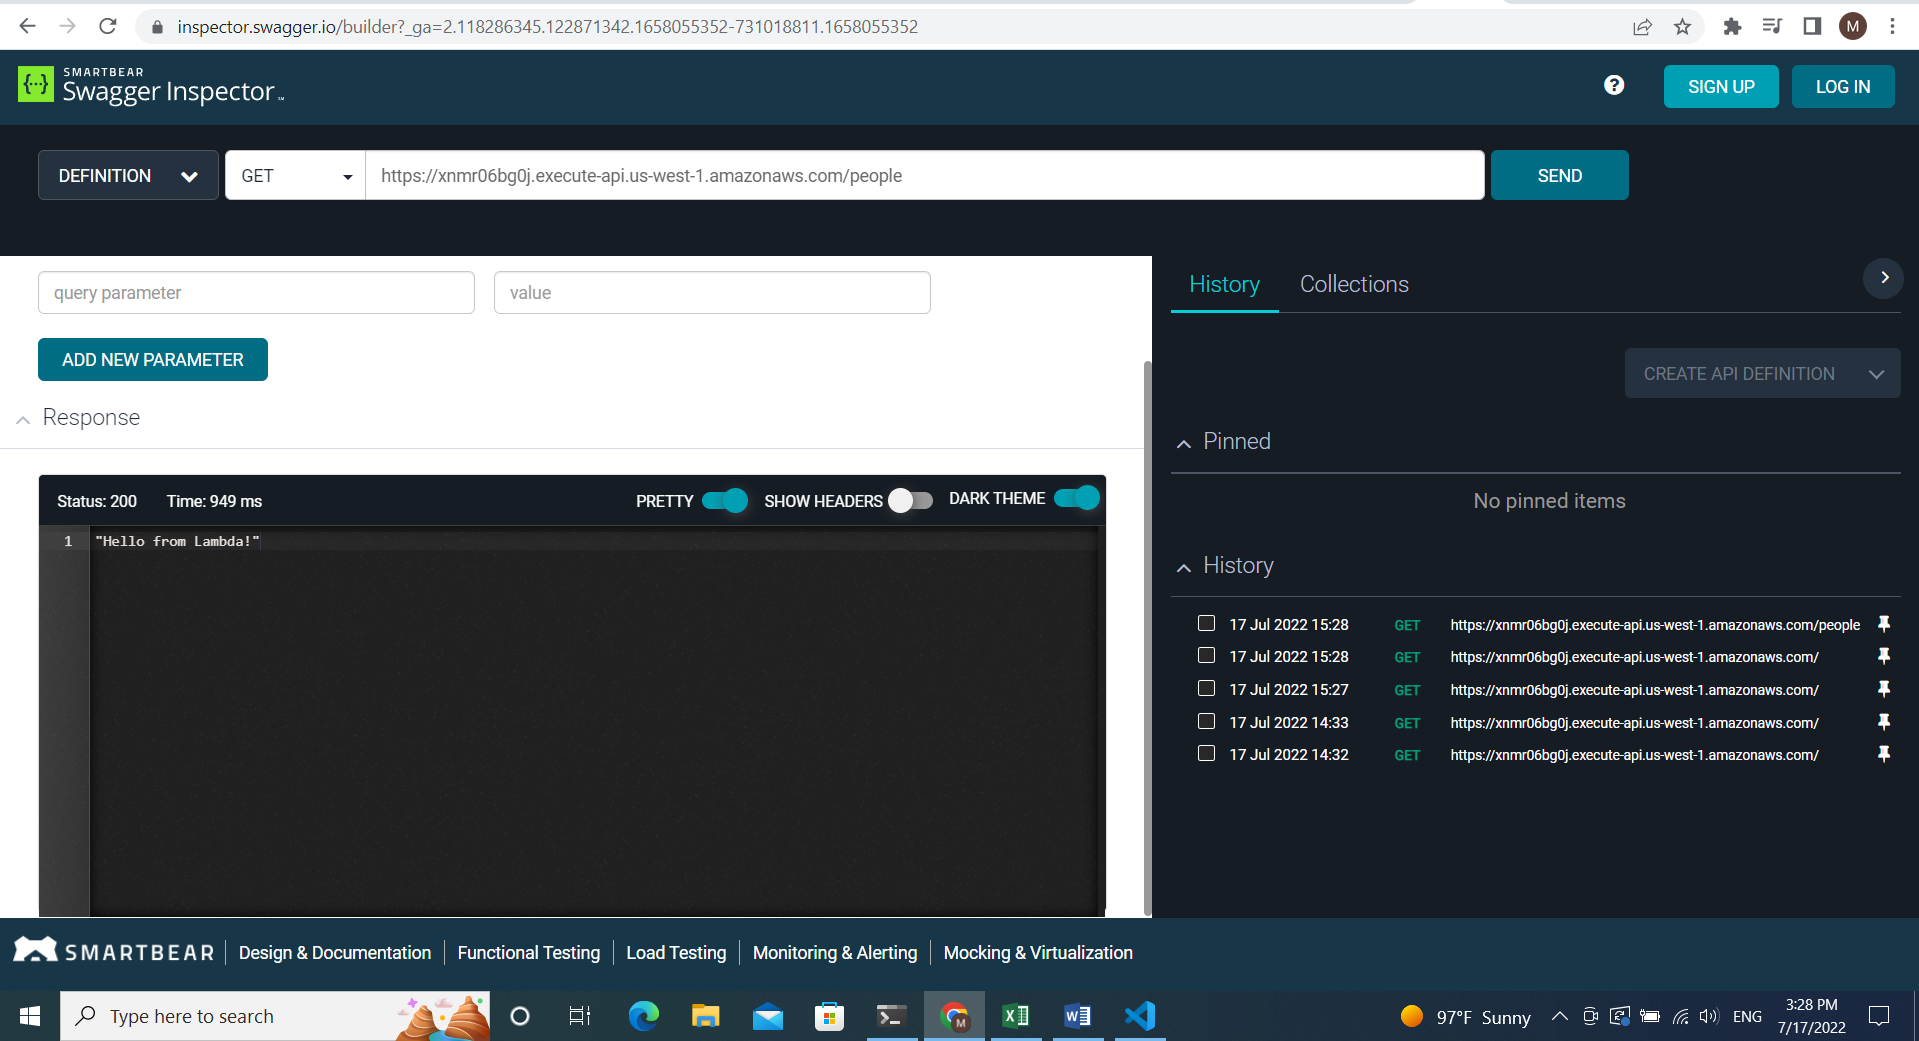 inspector.swagger.io/builder?_ga=2.118286345.122871342.1658055352-731018811.1658055352
M
{···}
SMARTBEAR
Swagger Inspector™
?
SIGN UP
LOG IN
DEFINITION
GET
https://xnmr06bg0j.execute-api.us-west-1.amazonaws.com/people
SEND
query parameter
value
ADD NEW PARAMETER
Response
Status: 200
Time: 949 ms
PRETTY
SHOW HEADERS
DARK THEME
1 "Hello from Lambda!"
History
Collections
CREATE API DEFINITION
Pinned
No pinned items
History
17 Jul 2022 15:28 GET https://xnmr06bg0j.execute-api.us-west-1.amazonaws.com/people
17 Jul 2022 15:28 GET https://xnmr06bg0j.execute-api.us-west-1.amazonaws.com/
17 Jul 2022 15:27 GET https://xnmr06bg0j.execute-api.us-west-1.amazonaws.com/
17 Jul 2022 14:33 GET https://xnmr06bg0j.execute-api.us-west-1.amazonaws.com/
17 Jul 2022 14:32 GET https://xnmr06bg0j.execute-api.us-west-1.amazonaws.com/
SMARTBEAR
Design & Documentation
Functional Testing
Load Testing
Monitoring & Alerting
Mocking & Virtualization
Type here to search
M
97°F Sunny
ENG
3:28 PM
7/17/2022